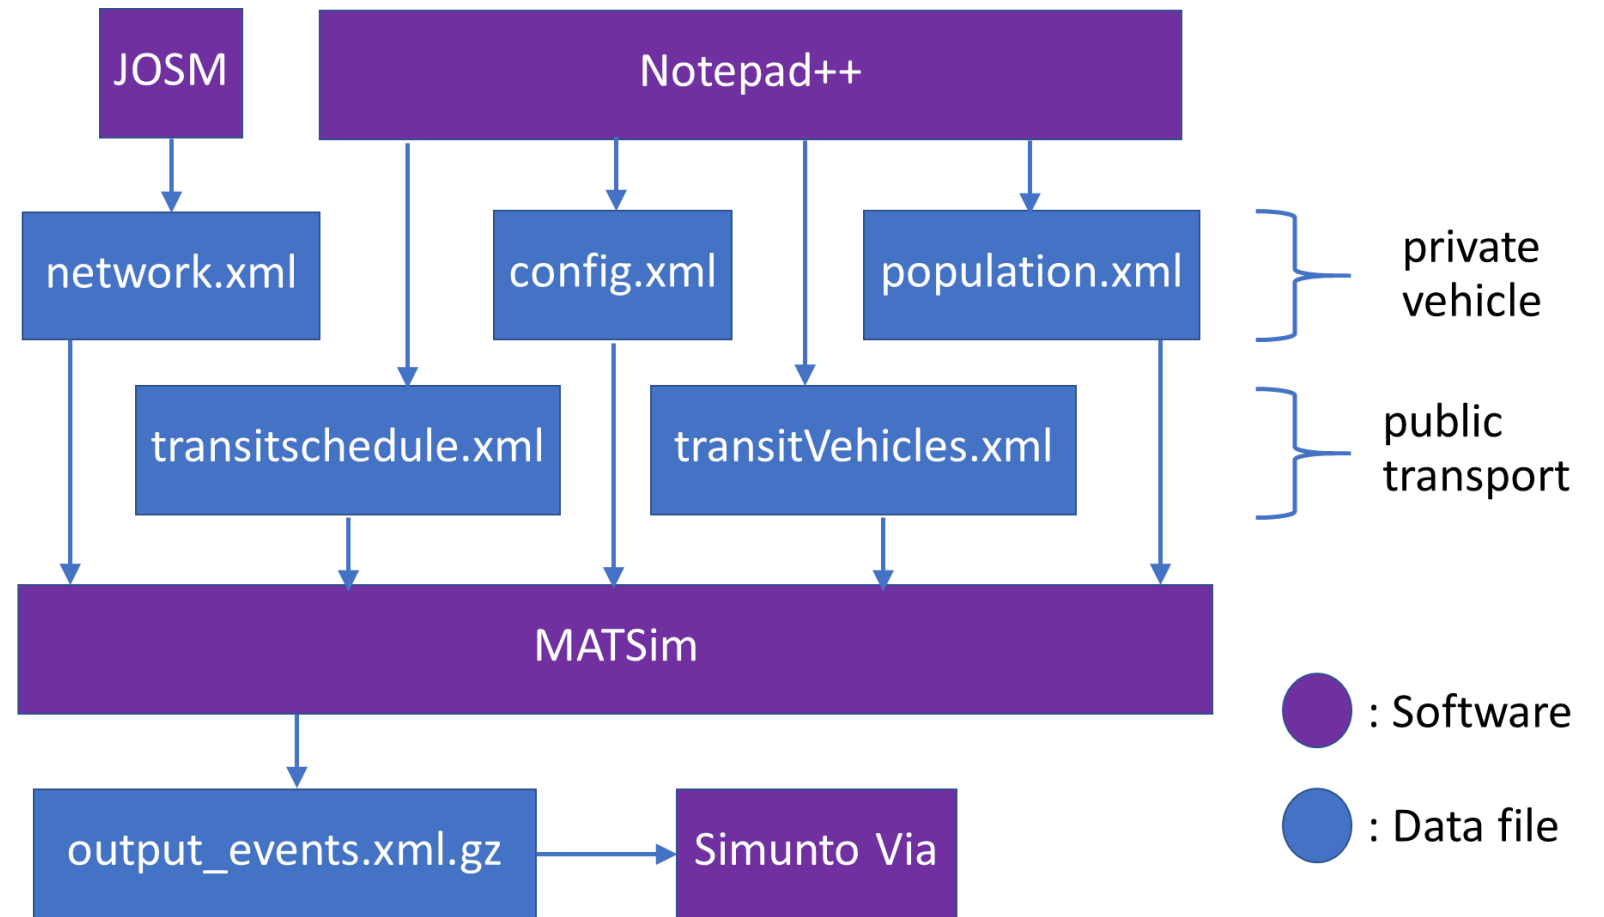 JOSM
Notepad++
network.xml
config.xml
population.xml
private
vehicle
transitschedule.xml
transitVehicles.xml
public
transport
MATSim
: Software
output_events.xml.gz
Simunto Via
: Data file